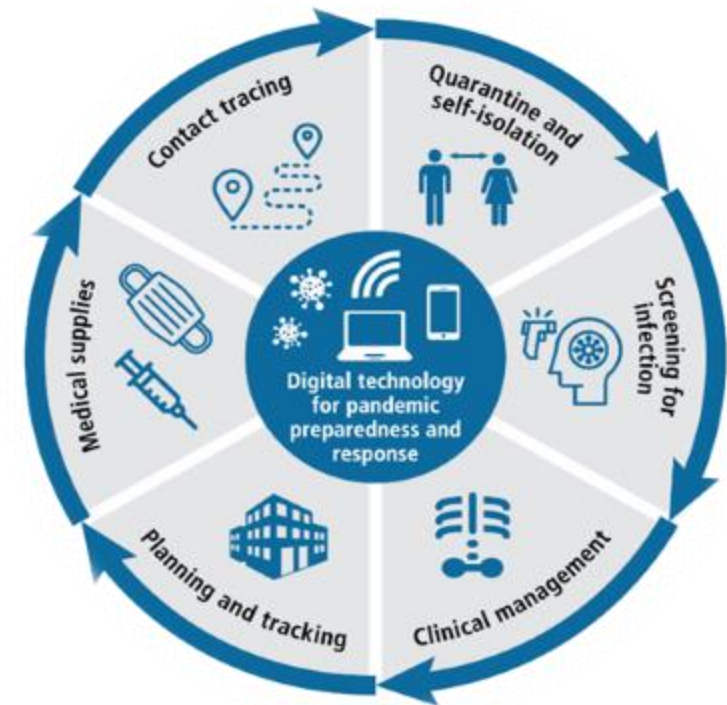 Contact tracing
Quarantine and
self-isolation
Screening for
infection
Clinical management
Planning and tracking
Medical supplies
Digital technology
for pandemic
preparedness and
response